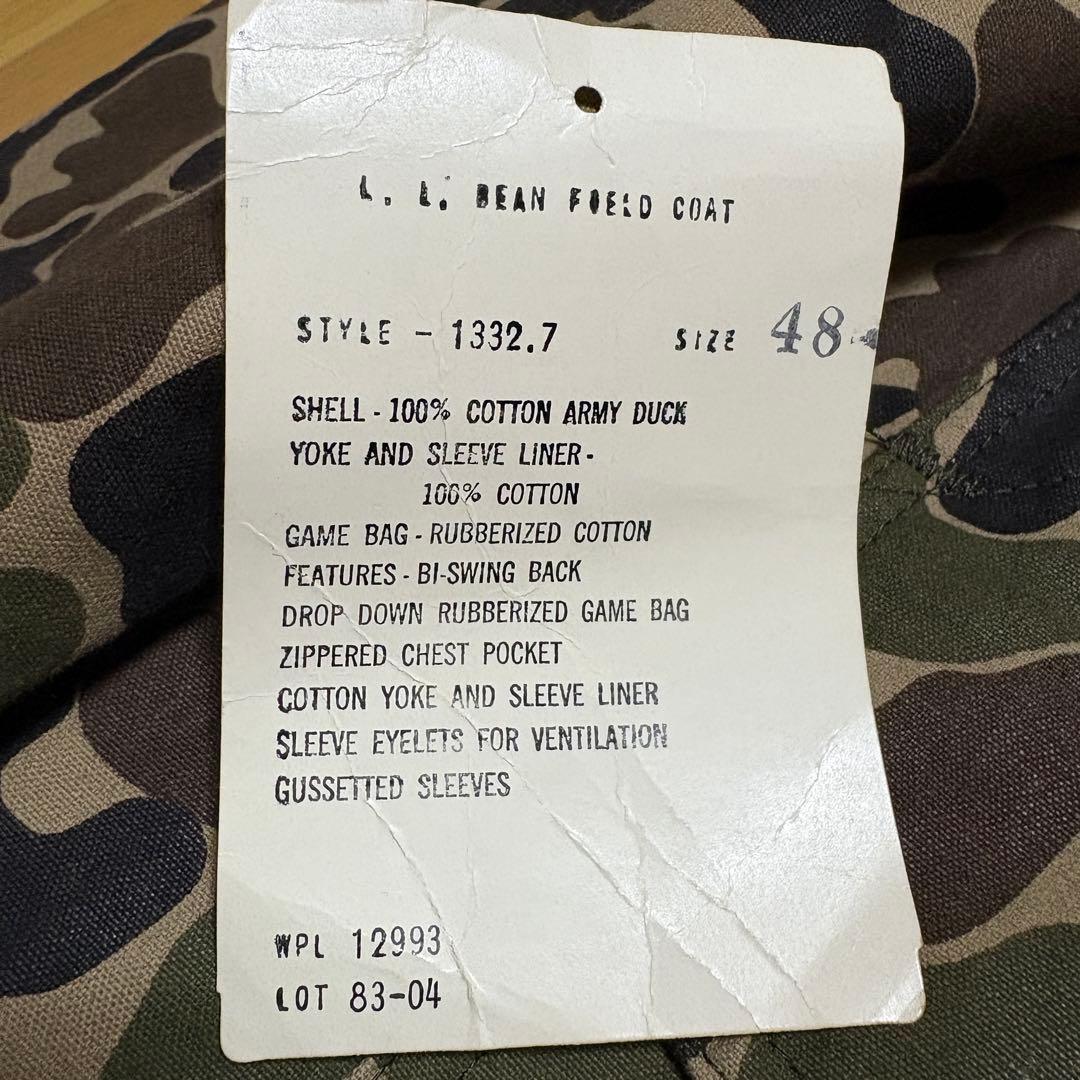 L. L. BEAN FIELD COAT
STYLE - 1332.7 SIZE 48
SHELL - 100% COTTON ARMY DUCK
YOKE AND SLEEVE LINER -
100% COTTON
GAME BAG - RUBBERIZED COTTON
FEATURES - BI-SWING BACK
DROP DOWN RUBBERIZED GAME BAG
ZIPPERED CHEST POCKET
COTTON YOKE AND SLEEVE LINER
SLEEVE EYELETS FOR VENTILATION
GUSSETTED SLEEVES
WPL 12993
LOT 83-04